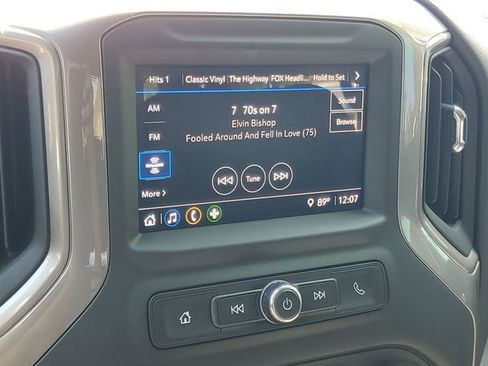 Hits 1 Classic Vinyl The Highway FOX Headli... Hold to Set
AM
7 70s on 7
Sound
Elvin Bishop
FM
Fooled Around And Fell In Love (75)
Browse
Tune
More
89° 12:07